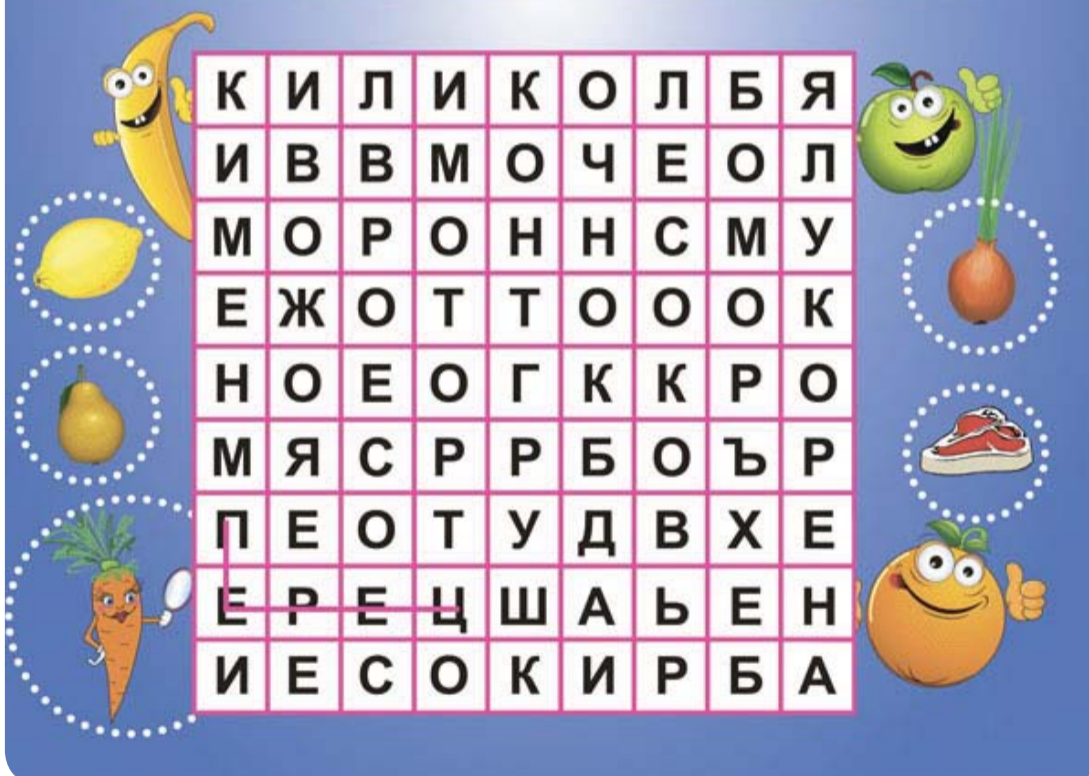 К И Л И К О Л Б Я
И В В М О Ч Е О Л
М О Р О Н Н С М У
Е Ж О Т Т О О О К
Н О Е О Г К К Р О
М Я С Р Р Б О Ъ Р
П Е О Т У Д В Х Е
Е Р Е Ц Ш А Ь Е Н
И Е С О К И Р Б А